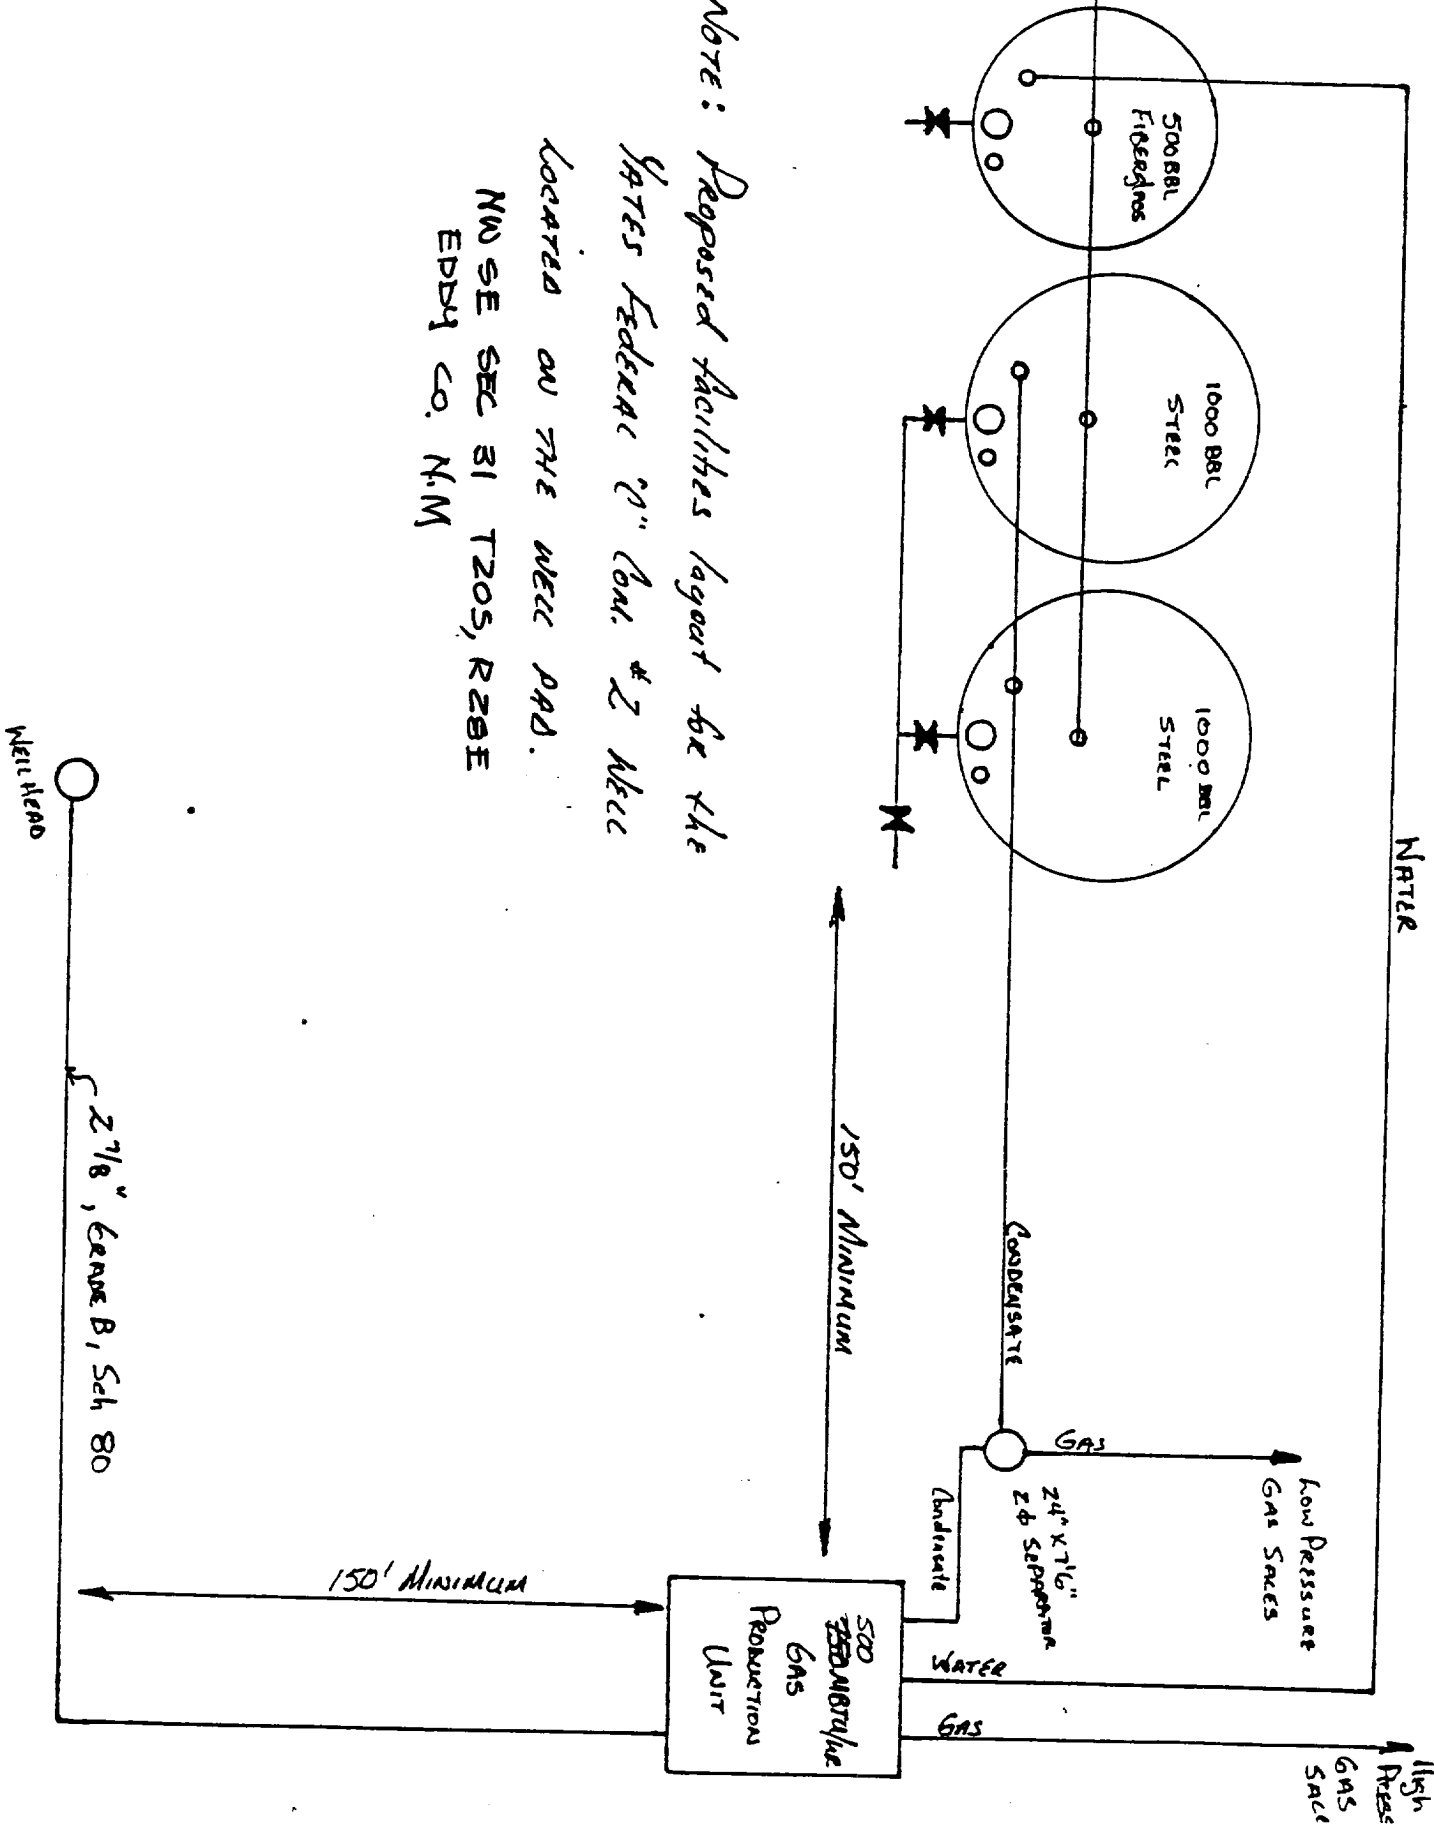 NOTE: Proposed facilities layout for the
YATES FEDERAL "C" Com. #2 WELL
LOCATED ON THE WELL PAD.
NW SE SEC 31 T20S, R28E
EDDY CO. N.M
500 BBL
FIBERGLASS
1000 BBL
STEEL
1000 BBL
STEEL
WATER
150' MINIMUM
CONDENSATE
GAS
LOW PRESSURE
GAS SALES
24" X 7'6"
2Φ SEPARATOR
Condensate
WATER
GAS
High
PRESS
GAS
SALE
500
MBTU/HR
GAS
PRODUCTION
UNIT
150' MINIMUM
2 7/8", GRADE B, Sch 80
WELL HEAD